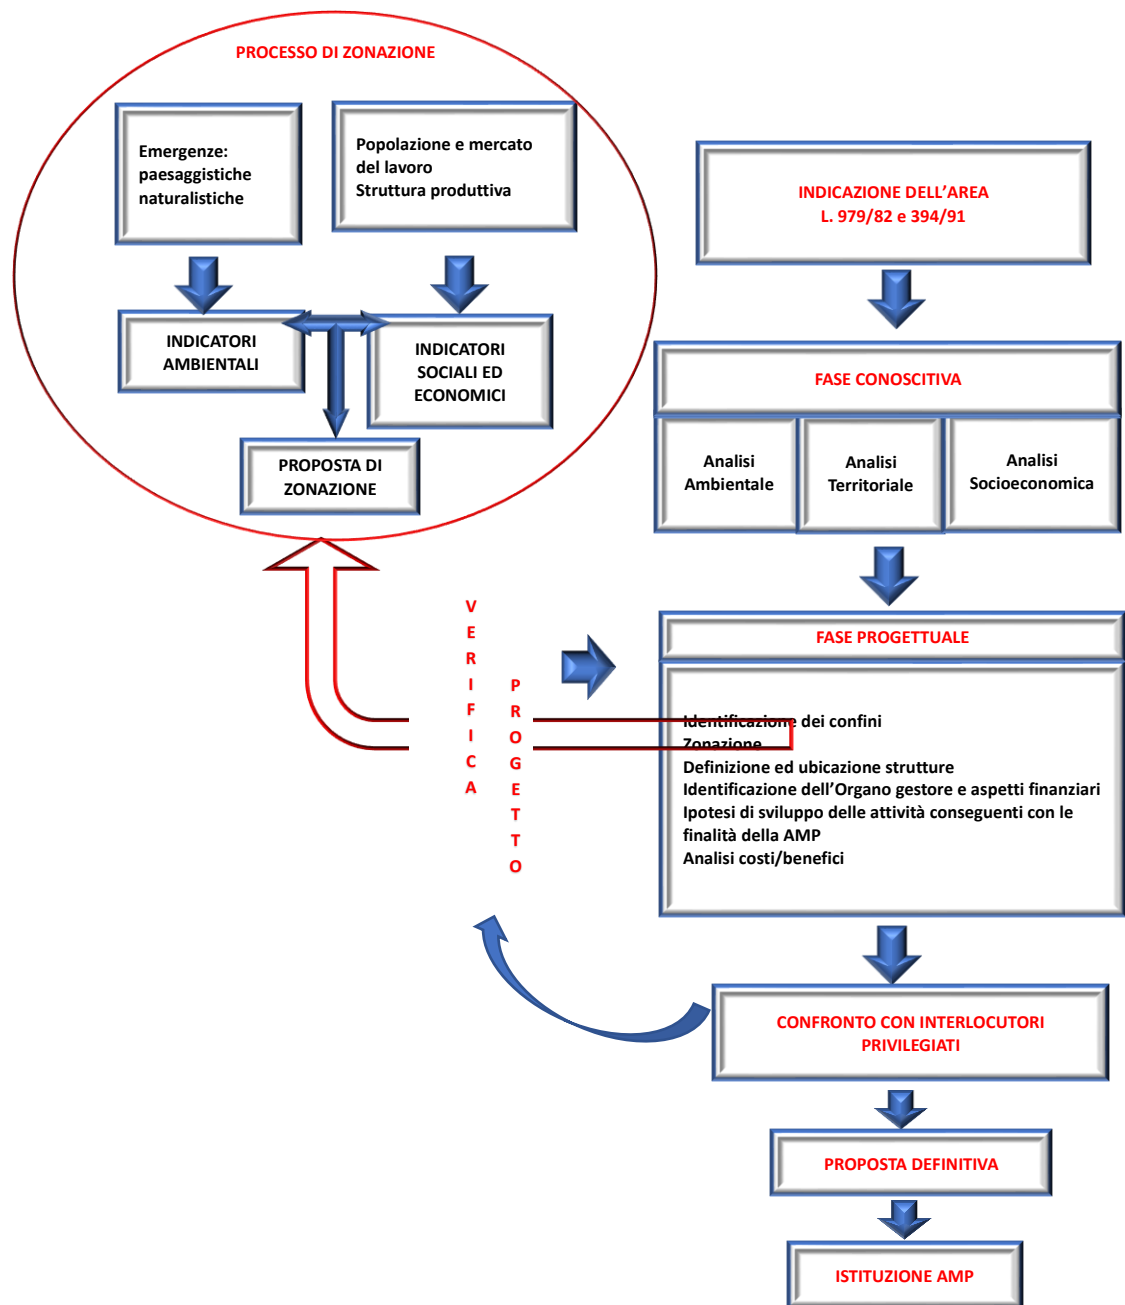 PROCESSO DI ZONAZIONE
Emergenze:
paesaggistiche
naturalistiche
Popolazione e mercato
del lavoro
Struttura produttiva
INDICATORI
AMBIENTALI
INDICATORI
SOCIALI ED
ECONOMICI
PROPOSTA DI
ZONAZIONE
INDICAZIONE DELL’AREA
L. 979/82 e 394/91
FASE CONOSCITIVA
Analisi
Ambientale
Analisi
Territoriale
Analisi
Socioeconomica
VERIFICA
PROGETTO
FASE PROGETTUALE
Identificazione dei confini
Zonazione
Definizione ed ubicazione strutture
Identificazione dell’Organo gestore e aspetti finanziari
Ipotesi di sviluppo delle attività conseguenti con le
finalità della AMP
Analisi costi/benefici
CONFRONTO CON INTERLOCUTORI
PRIVILEGIATI
PROPOSTA DEFINITIVA
ISTITUZIONE AMP